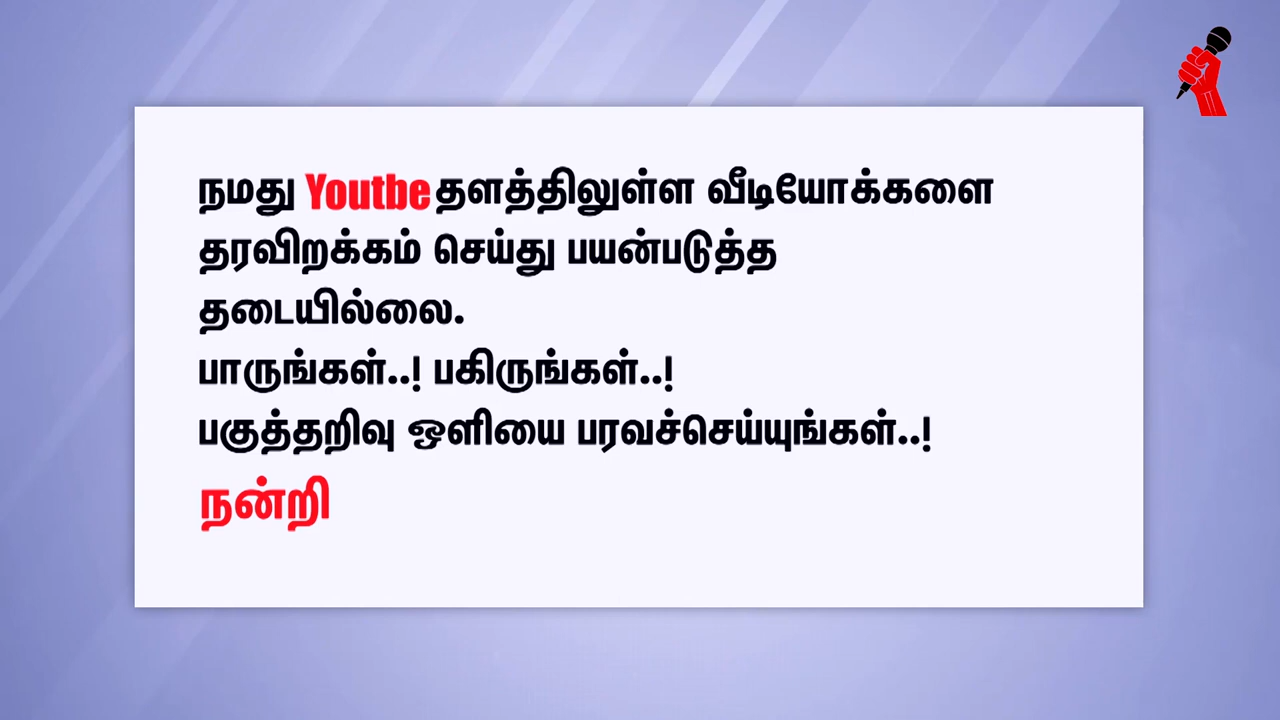 நமது Youtbe தளத்திலுள்ள வீடியோக்களை
தரவிறக்கம் செய்து பயன்படுத்த
தடையில்லை.
பாருங்கள்..! பகிருங்கள்..!
பகுத்தறிவு ஒளியை பரவச்செய்யுங்கள்..!
நன்றி